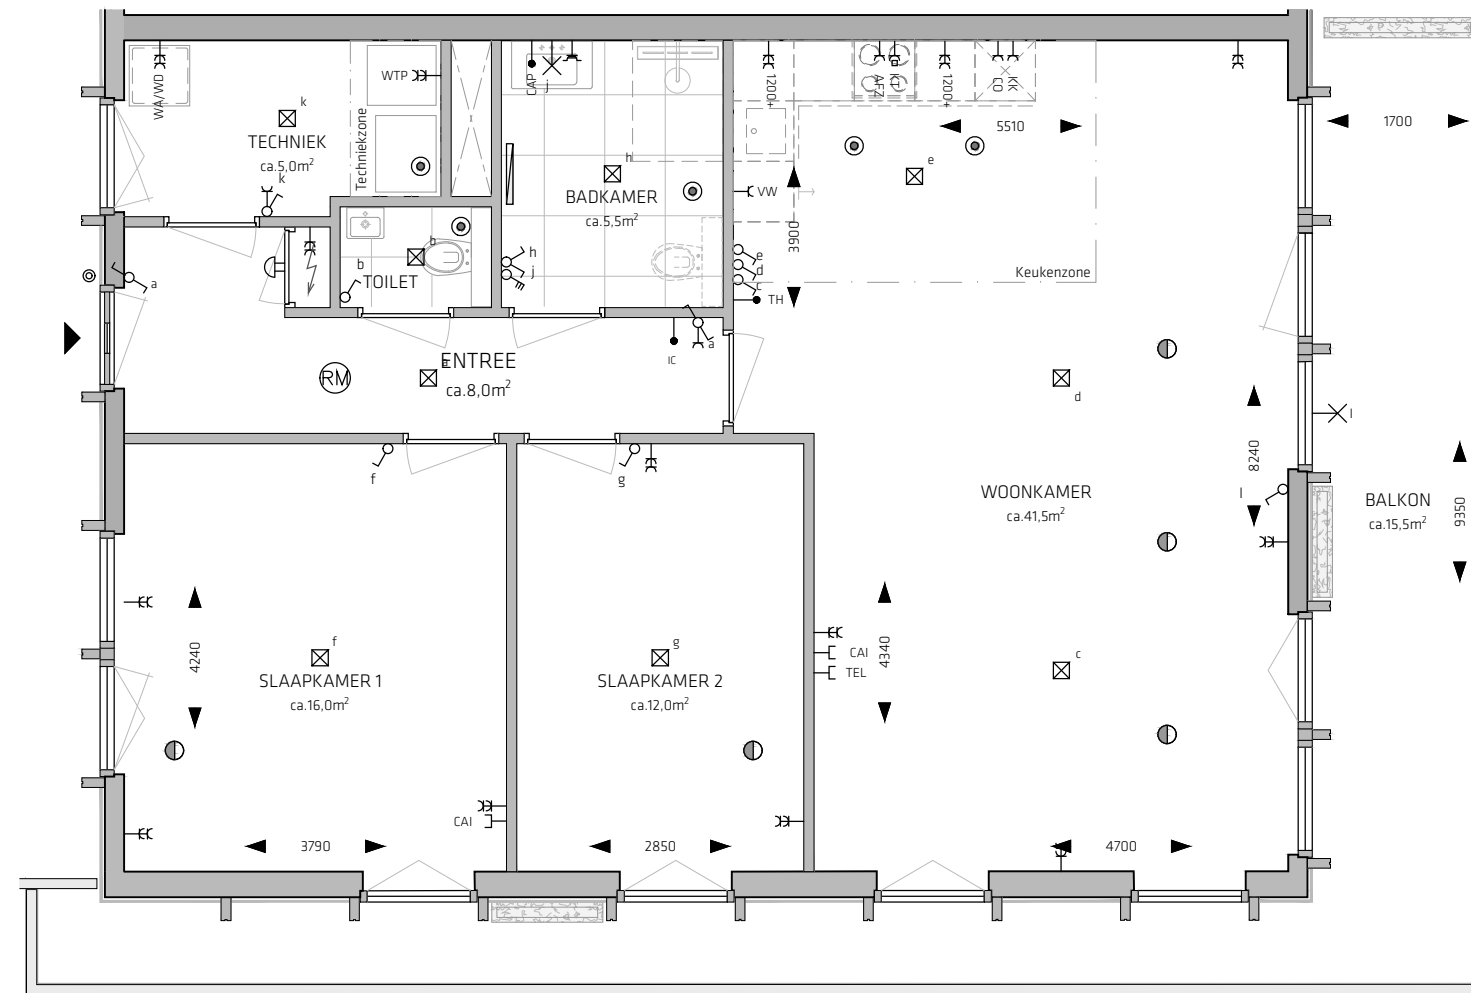 WA/WD
k
TECHNIEK
ca.5,0m²
k
Techniekzone
WTP
CAP
j
h
BADKAMER
ca.5,5m²
h
j
b
b
TOILET
a
1200+
AFZ
KT
1200+
CD
KK
5510
e
VW
3900
e
d
c
TH
Keukenzone
1700
a
ENTREE
ca.8,0m²
RM
IC
a
d
l
8240
l
WOONKAMER
ca.41,5m²
BALKON
ca.15,5m²
9350
f
g
4240
f
SLAAPKAMER 1
ca.16,0m²
g
SLAAPKAMER 2
ca.12,0m²
CAI
TEL
4340
c
CAI
3790
2850
4700